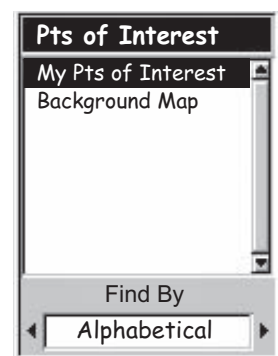 Pts of Interest
My Pts of Interest
Background Map
Find By
Alphabetical